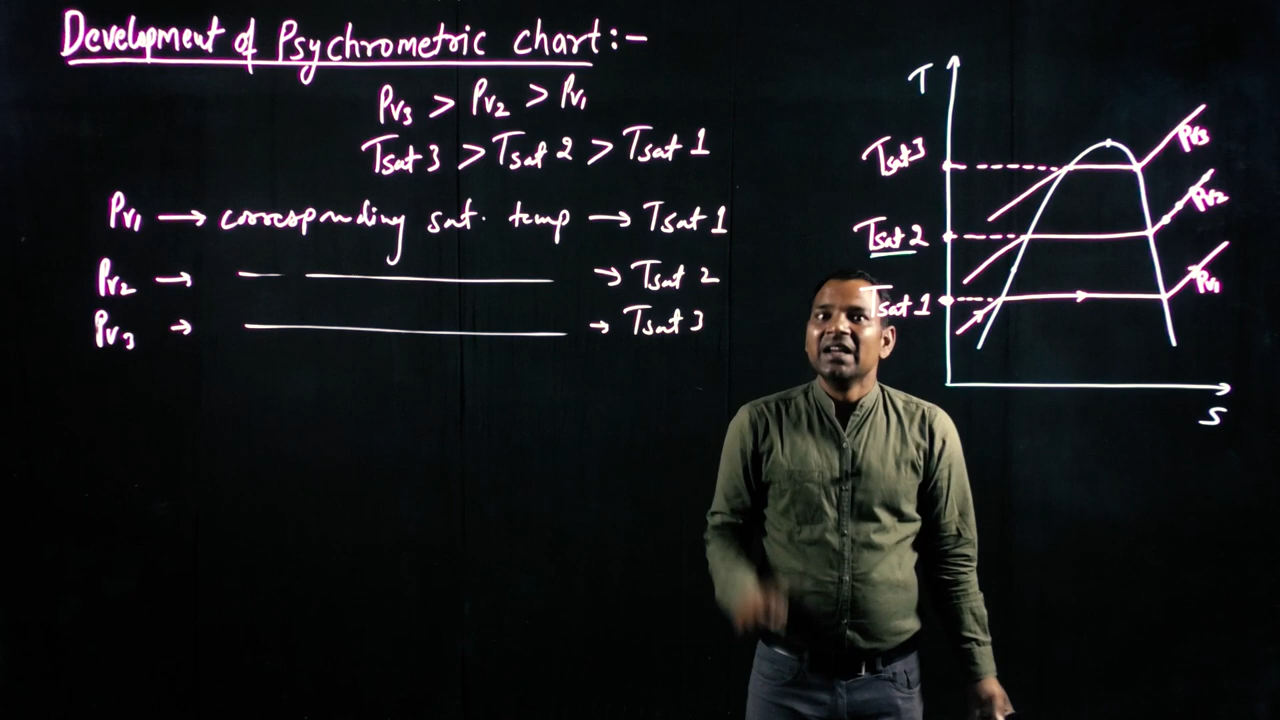 Development of Psychrometric chart:-
Pv3 > Pv2 > Pv1
Tsat 3 > Tsat 2 > Tsat 1
Pv1 → corresponding sat. temp → Tsat 1
Pv2 → —— → Tsat 2
Pv3 → —— → Tsat 3
T
Tsat 3
Pv3
Tsat 2
Pv2
Tsat 1
Pv1
S